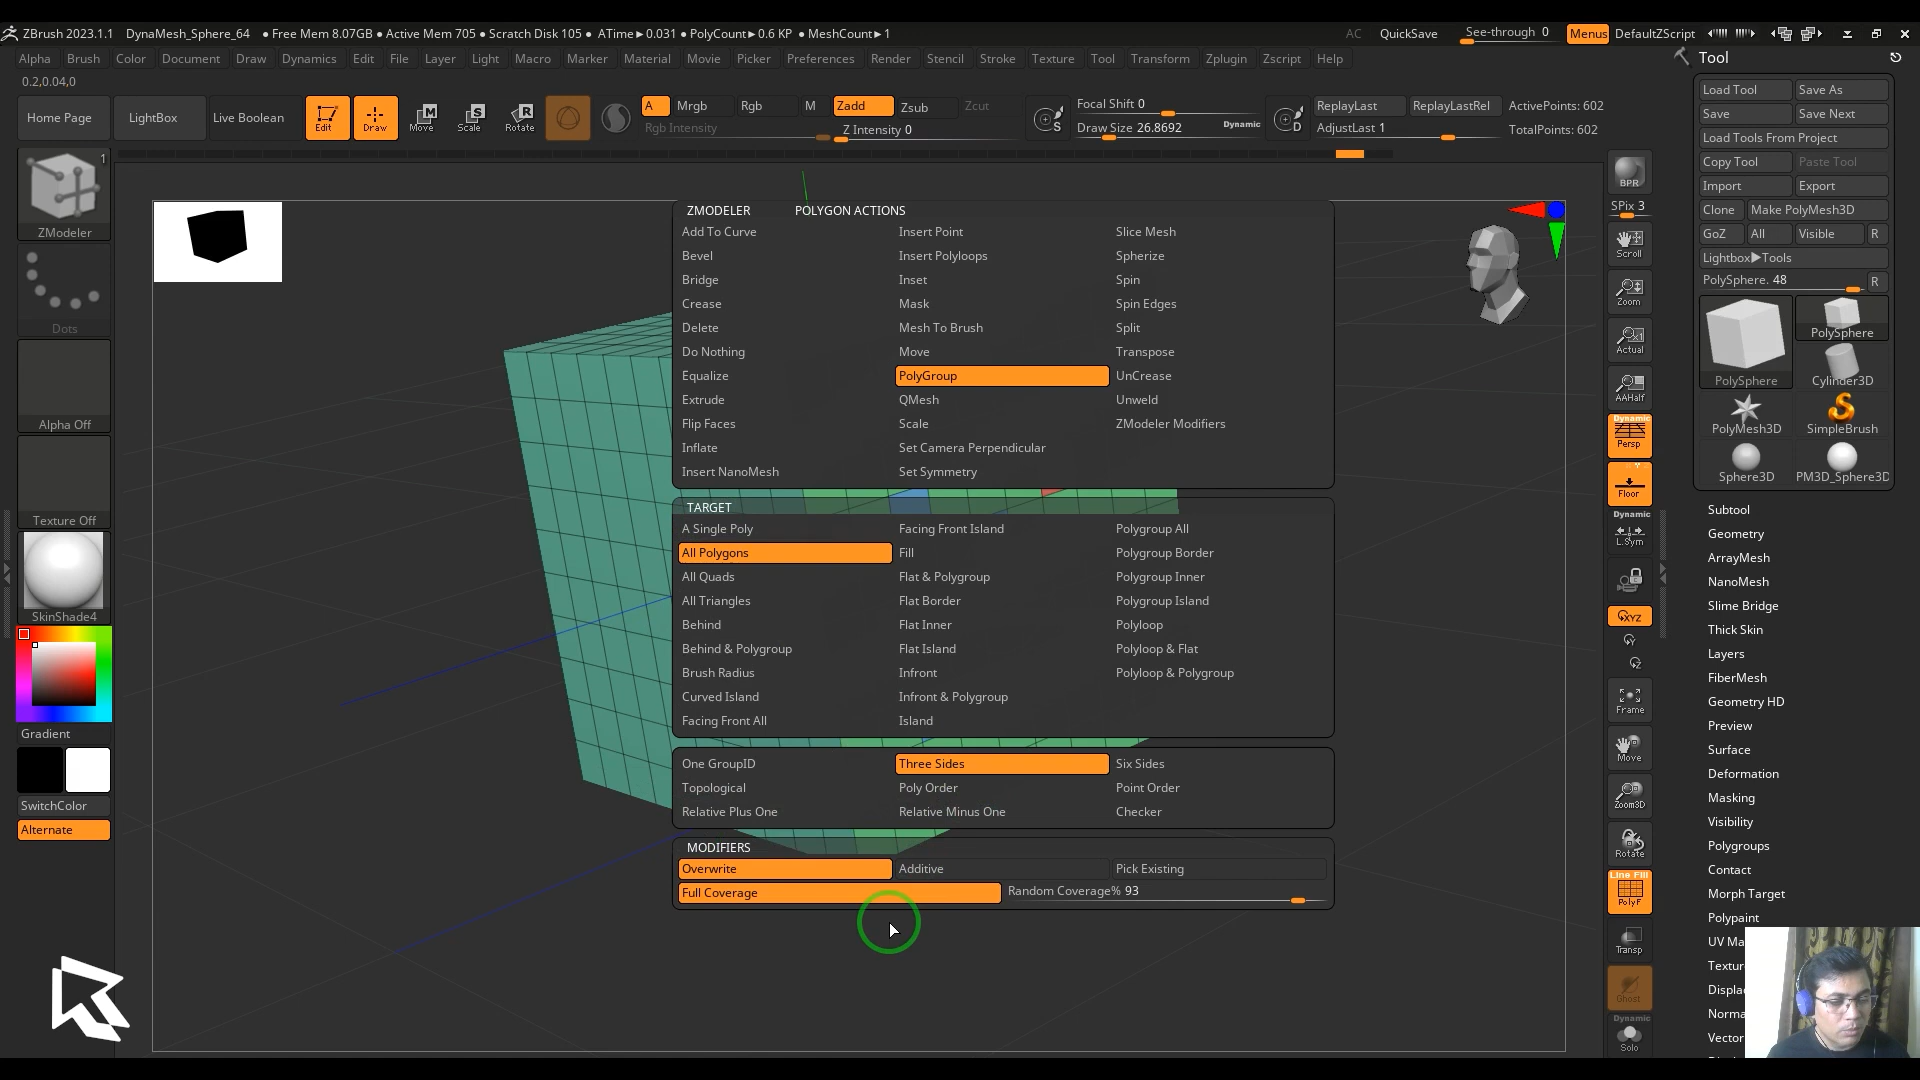 ZBrush 2023.1.1 DynaMesh_Sphere_64 ● Free Mem 8.07GB ● Active Mem 705 ● Scratch Disk 105 ● ATime►0.031 ● PolyCount►0.6 KP ● MeshCount►1 AC QuickSave See-through 0 Menus DefaultZScript
Alpha Brush Color Document Draw Dynamics Edit File Layer Light Macro Marker Material Movie Picker Preferences Render Stencil Stroke Texture Tool Transform Zplugin Zscript Help
0.2,0.04,0
Home Page LightBox Live Boolean Edit Draw Move Scale Rotate
A Mrgb Rgb M Zadd Zsub Zcut
Rgb Intensity Z Intensity 0
S Focal Shift 0
Draw Size 26.8692 Dynamic
D ReplayLast ReplayLastRel ActivePoints: 602
AdjustLast 1 TotalPoints: 602
1
ZModeler
Dots
Alpha Off
Texture Off
SkinShade4
Gradient
SwitchColor
Alternate
ZMODELER POLYGON ACTIONS
Add To Curve Insert Point Slice Mesh
Bevel Insert Polyloops Spherize
Bridge Inset Spin
Crease Mask Spin Edges
Delete Mesh To Brush Split
Do Nothing Move Transpose
Equalize PolyGroup UnCrease
Extrude QMesh Unweld
Flip Faces Scale ZModeler Modifiers
Inflate Set Camera Perpendicular
Insert NanoMesh Set Symmetry
TARGET
A Single Poly Facing Front Island Polygroup All
All Polygons Fill Polygroup Border
All Quads Flat & Polygroup Polygroup Inner
All Triangles Flat Border Polygroup Island
Behind Flat Inner Polyloop
Behind & Polygroup Flat Island Polyloop & Flat
Brush Radius Infront Polyloop & Polygroup
Curved Island Infront & Polygroup
Facing Front All Island
One GroupID Three Sides Six Sides
Topological Poly Order Point Order
Relative Plus One Relative Minus One Checker
MODIFIERS
Overwrite Additive Pick Existing
Full Coverage Random Coverage% 93
BPR
SPix 3
Scroll
Zoom
Actual
AAHalf
Dynamic
Persp
Floor
Dynamic
L.Sym
XYZ
Y
Z
Frame
Move
Zoom3D
Rotate
Line Fill
PolyF
Transp
Ghost
Dynamic
Solo
Tool
Load Tool Save As
Save Save Next
Load Tools From Project
Copy Tool Paste Tool
Import Export
Clone Make PolyMesh3D
GoZ All Visible R
Lightbox►Tools
PolySphere. 48 R
PolySphere
PolySphere Cylinder3D
PolyMesh3D SimpleBrush
Sphere3D PM3D_Sphere3D
Subtool
Geometry
ArrayMesh
NanoMesh
Slime Bridge
Thick Skin
Layers
FiberMesh
Geometry HD
Preview
Surface
Deformation
Masking
Visibility
Polygroups
Contact
Morph Target
Polypaint
UV Ma
Textur
Displa
Norma
Vector